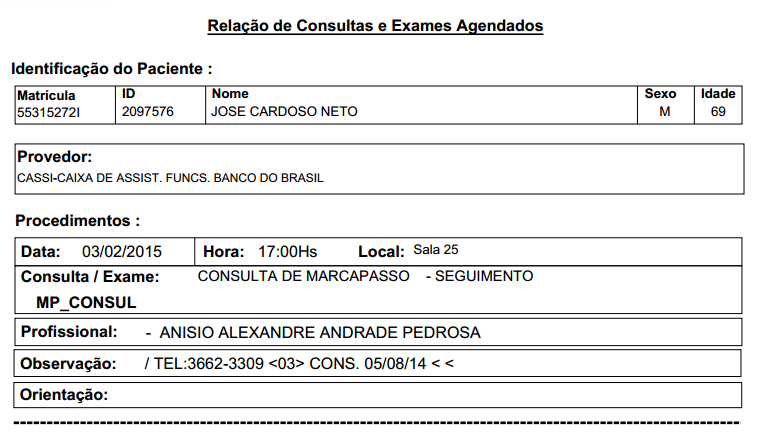 Relação de Consultas e Exames Agendados
Identificação do Paciente :
Matrícula ID Nome Sexo Idade
55315272I 2097576 JOSE CARDOSO NETO M 69
Provedor:
CASSI-CAIXA DE ASSIST. FUNCS. BANCO DO BRASIL
Procedimentos :
Data: 03/02/2015 Hora: 17:00Hs Local: Sala 25
Consulta / Exame: CONSULTA DE MARCAPASSO - SEGUIMENTO
MP_CONSUL
Profissional: - ANISIO ALEXANDRE ANDRADE PEDROSA
Observação: / TEL:3662-3309 <03> CONS. 05/08/14 < <
Orientação: